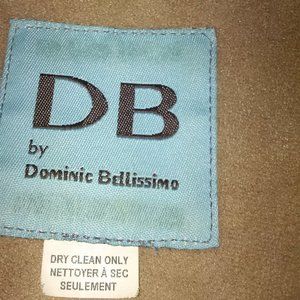 DB
by
Dominic Bellissimo
DRY CLEAN ONLY
NETTOYER À SEC
SEULEMENT